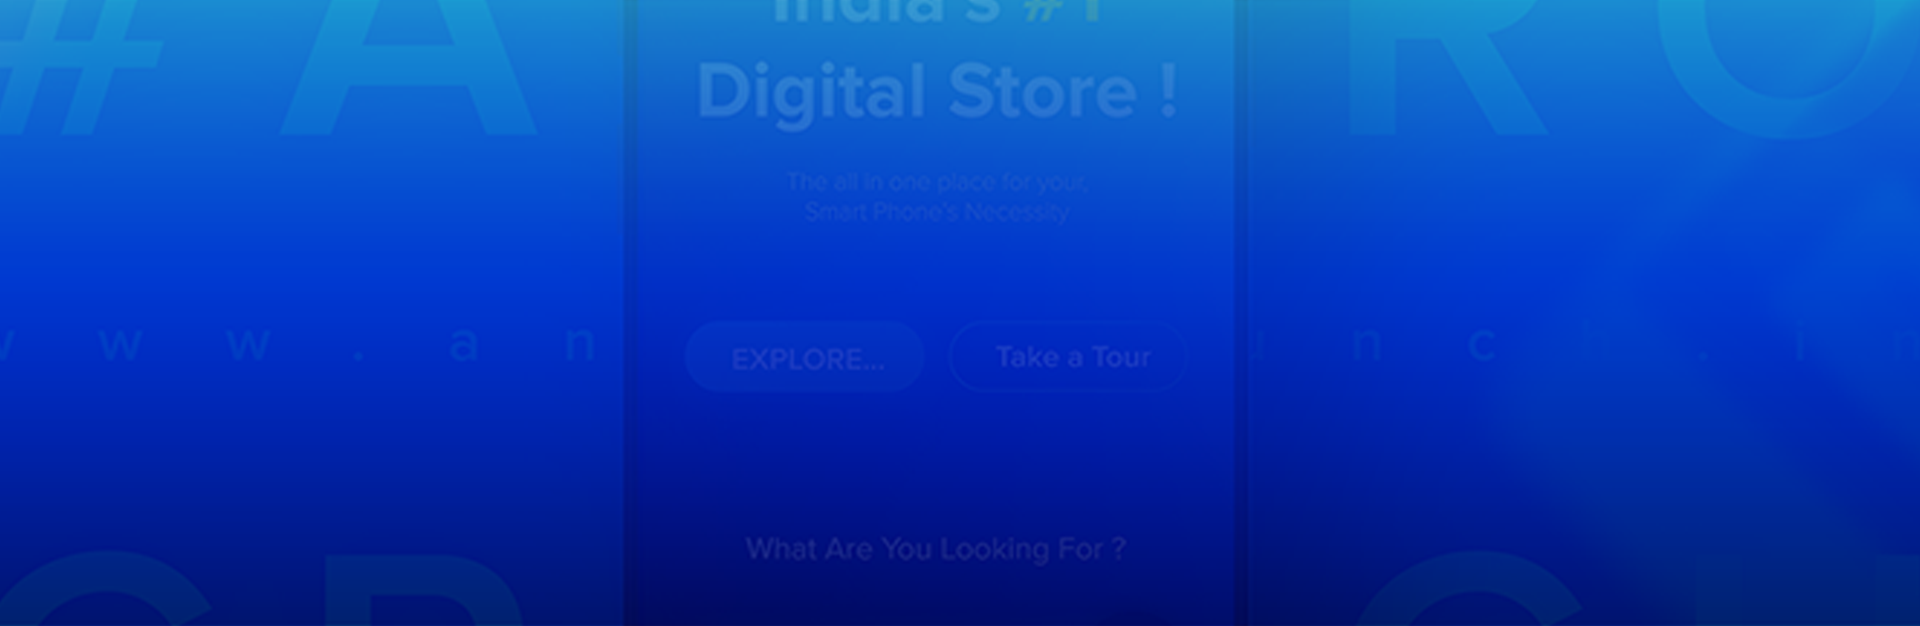 India's #1
# A R O
Digital Store !
The all in one place for your,
Smart Phone's Necessity
w w . a n n c . i n
EXPLORE...
Take a Tour
What Are You Looking For ?